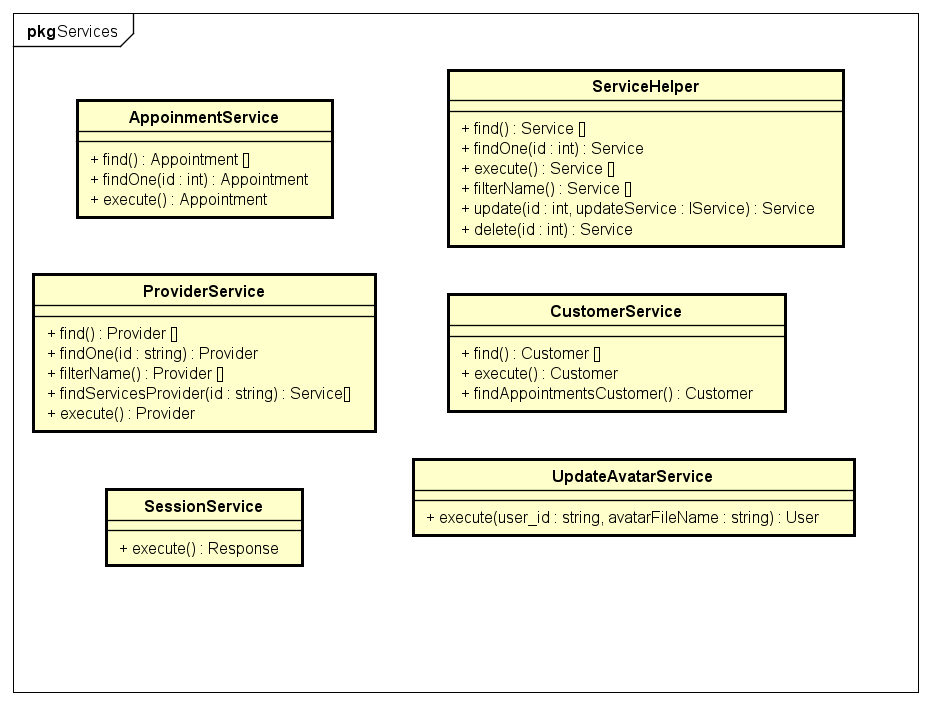 pkgServices
AppoinmentService
+ find() : Appointment []
+ findOne(id : int) : Appointment
+ execute() : Appointment
ServiceHelper
+ find() : Service []
+ findOne(id : int) : Service
+ execute() : Service []
+ filterName() : Service []
+ update(id : int, updateService : IService) : Service
+ delete(id : int) : Service
ProviderService
+ find() : Provider []
+ findOne(id : string) : Provider
+ filterName() : Provider []
+ findServicesProvider(id : string) : Service[]
+ execute() : Provider
CustomerService
+ find() : Customer []
+ execute() : Customer
+ findAppointmentsCustomer() : Customer
SessionService
+ execute() : Response
UpdateAvatarService
+ execute(user_id : string, avatarFileName : string) : User